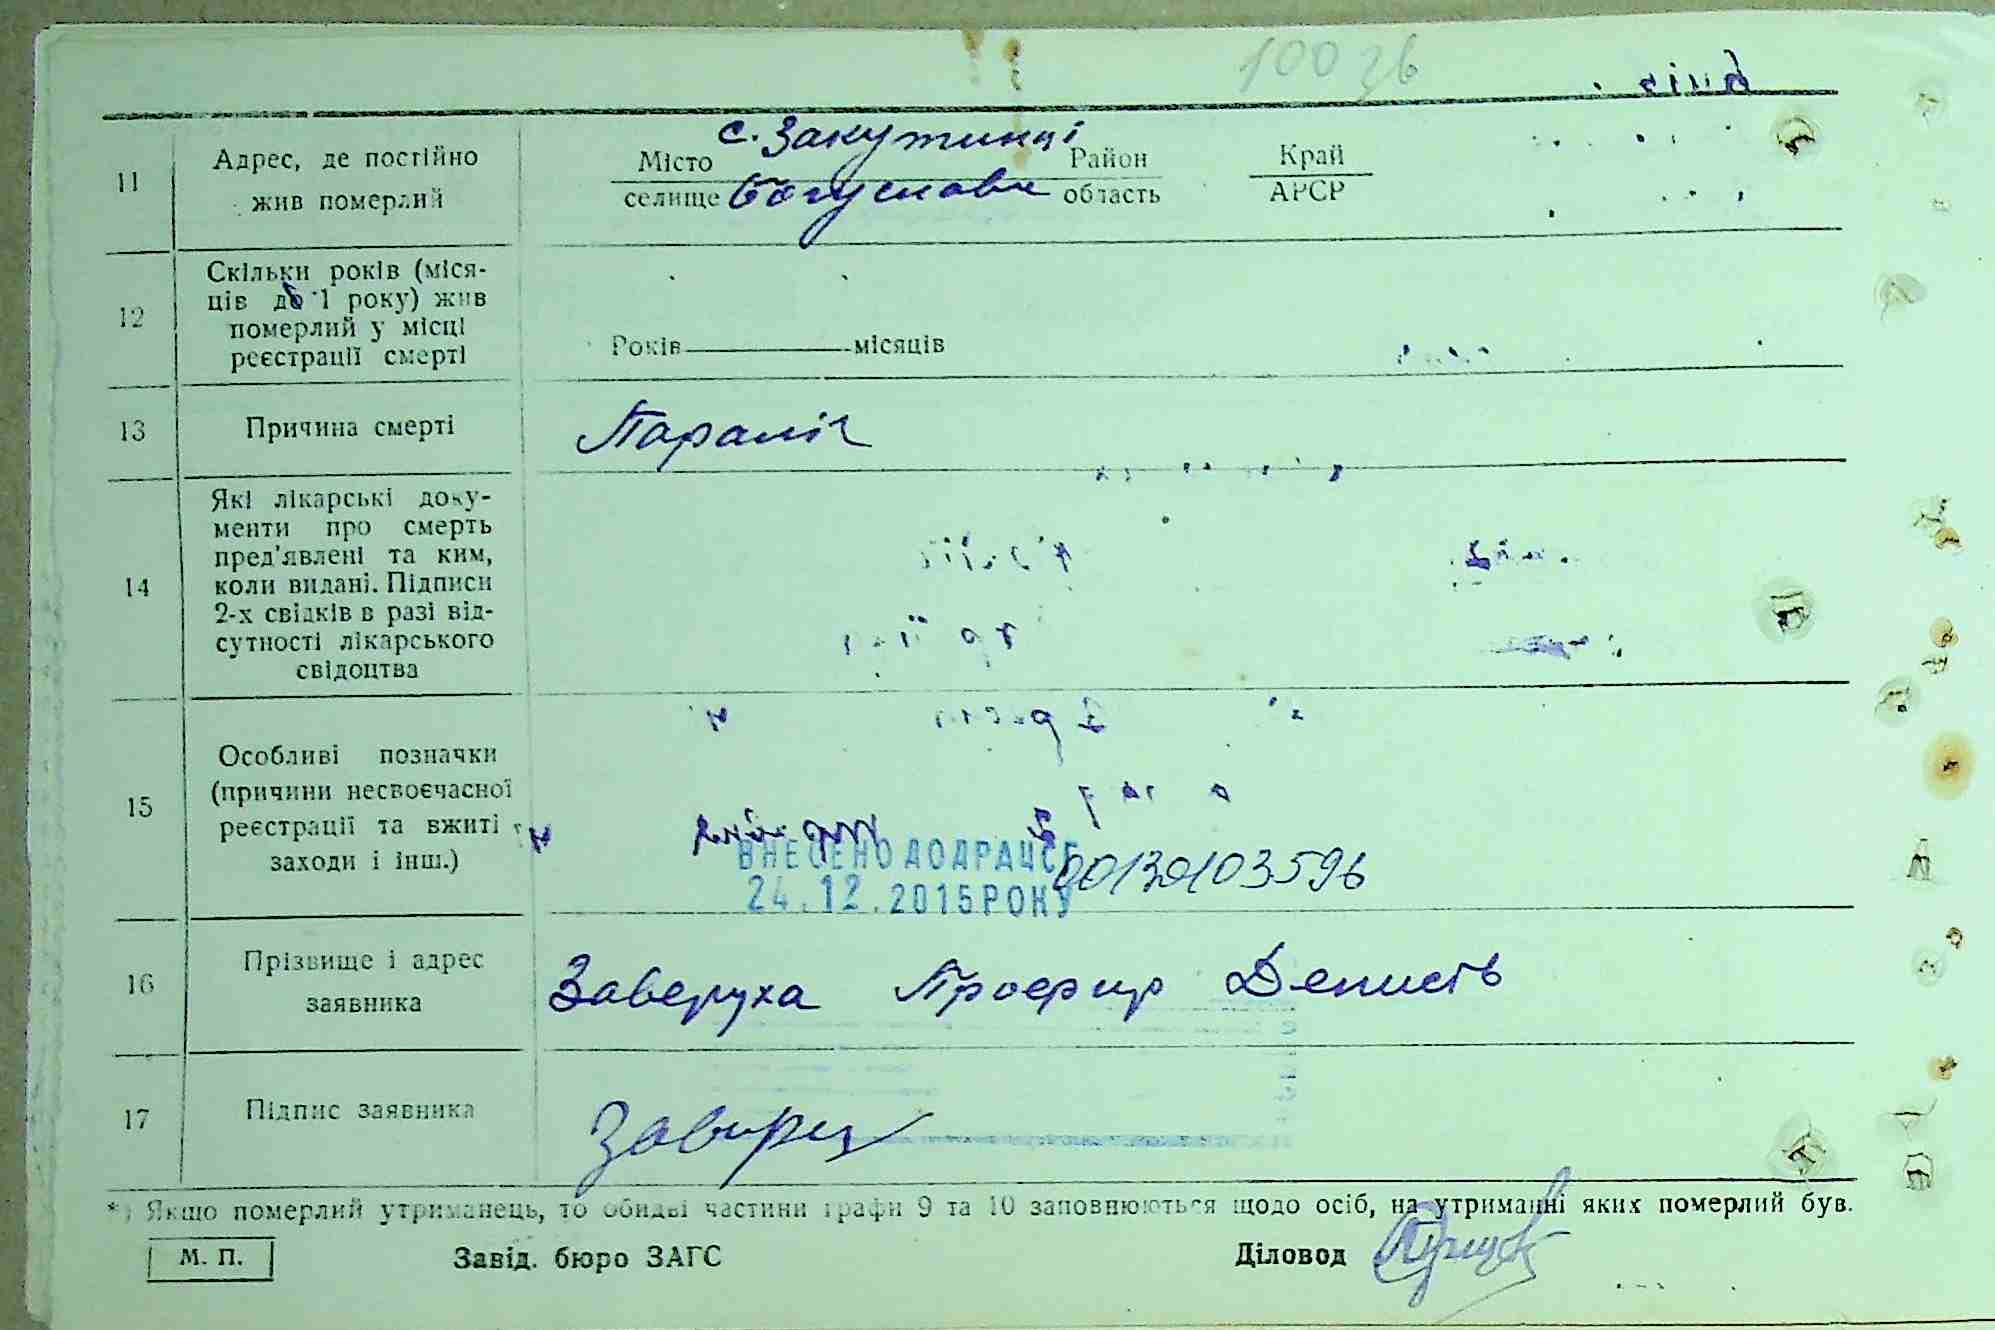 100 зв
11
Адрес, де постійно
жив померлий
с. Закутинці
Місто Район Край
селище Богуславськ область АРСР
12
Скільки років (міся-
ців до 1 року) жив
померлий у місці
реєстрації смерті
Років місяців
13
Причина смерті
Параліч
14
Які лікарські доку-
менти про смерть
пред'явлені та ким,
коли видані. Підписи
2-х свідків в разі від-
сутності лікарського
свідоцтва
15
Особливі позначки
(причини несвоєчасної
реєстрації та вжиті
заходи і інш.)
ВНЕСЕНО ДО ДРАЦСГ 00130103596
24.12.2015 РОКУ
16
Прізвище і адрес
заявника
Заверуха Денисів
17
Підпис заявника
*) Якщо померлий утриманець, то обидві частини графи 9 та 10 заповнюються щодо осіб, на утриманні яких померлий був.
М. П. Завід. бюро ЗАГС Діловод